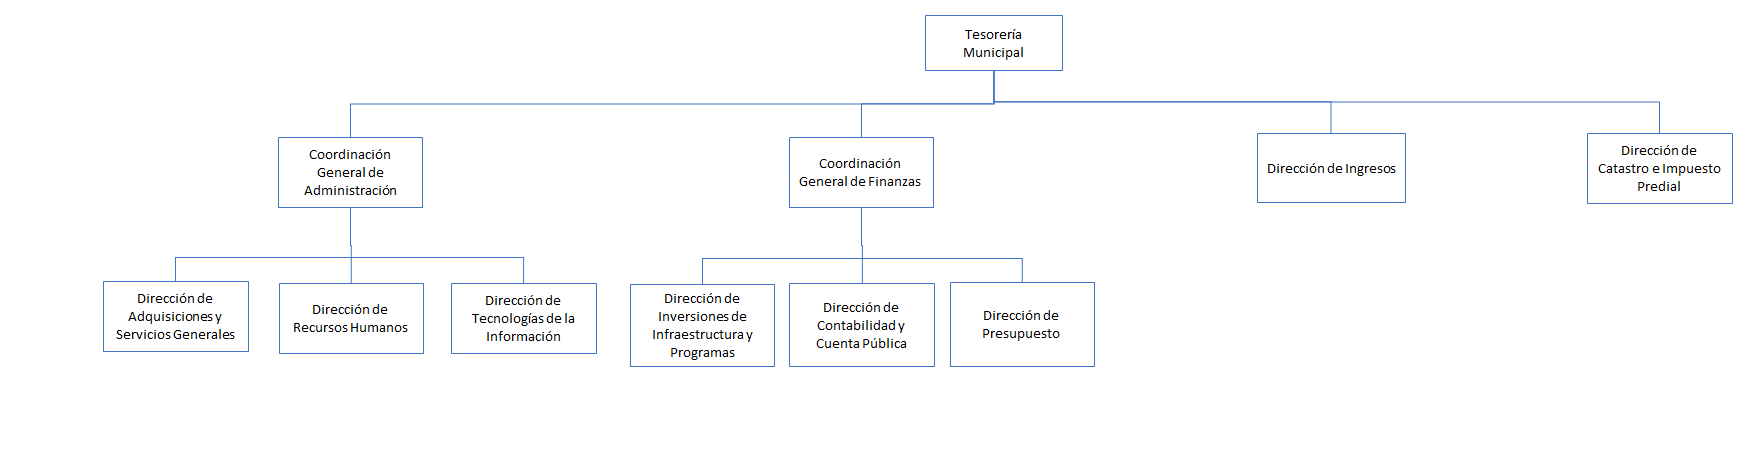 Tesorería
Municipal
Coordinación
General de
Administración
Coordinación
General de Finanzas
Dirección de Ingresos
Dirección de
Catastro e Impuesto
Predial
Dirección de
Adquisiciones y
Servicios Generales
Dirección de
Recursos Humanos
Dirección de
Tecnologías de la
Información
Dirección de
Inversiones de
Infraestructura y
Programas
Dirección de
Contabilidad y
Cuenta Pública
Dirección de
Presupuesto